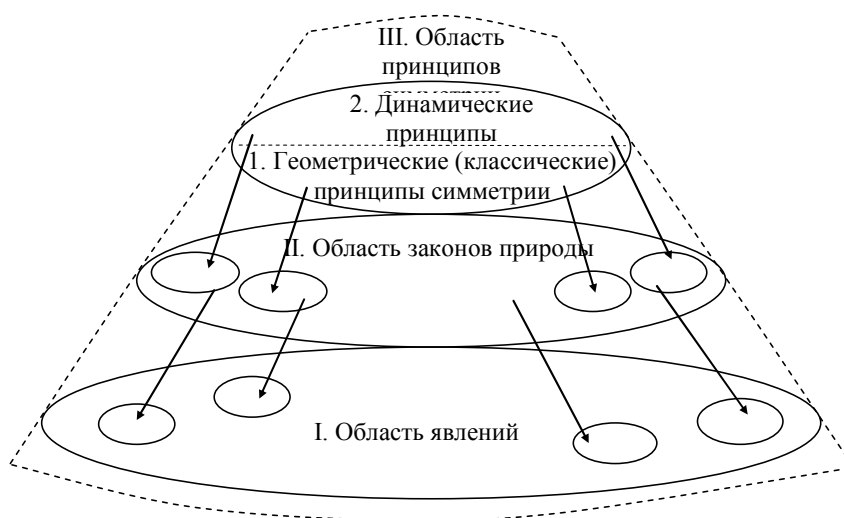 III. Область
принципов
2. Динамические
принципы
1. Геометрические (классические)
принципы симметрии
II. Область законов природы
I. Область явлений